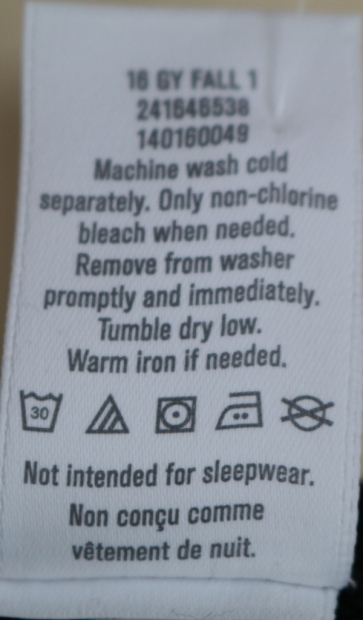 16 GY FALL 1
241646538
140160049
Machine wash cold
separately. Only non-chlorine
bleach when needed.
Remove from washer
promptly and immediately.
Tumble dry low.
Warm iron if needed.
30
Not intended for sleepwear.
Non conçu comme
vêtement de nuit.